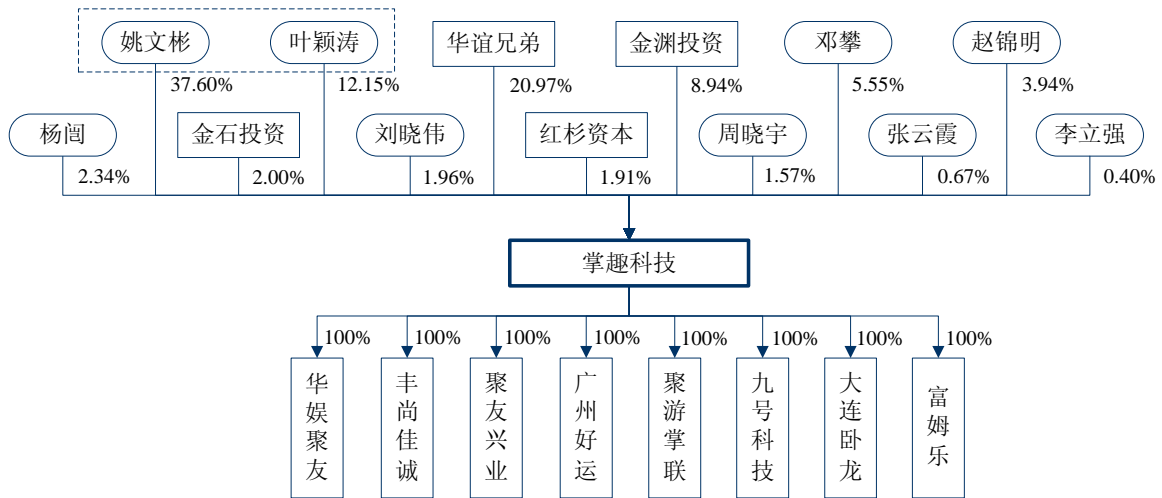 姚文彬
叶颖涛
华谊兄弟
金渊投资
邓攀
赵锦明
37.60%
12.15%
20.97%
8.94%
5.55%
3.94%
杨闿
金石投资
刘晓伟
红杉资本
周晓宇
张云霞
李立强
2.34%
2.00%
1.96%
1.91%
1.57%
0.67%
0.40%
掌趣科技
100%
100%
100%
100%
100%
100%
100%
100%
华娱聚友
丰尚佳诚
聚友兴业
广州好运
聚游掌联
九号科技
大连卧龙
富姆乐